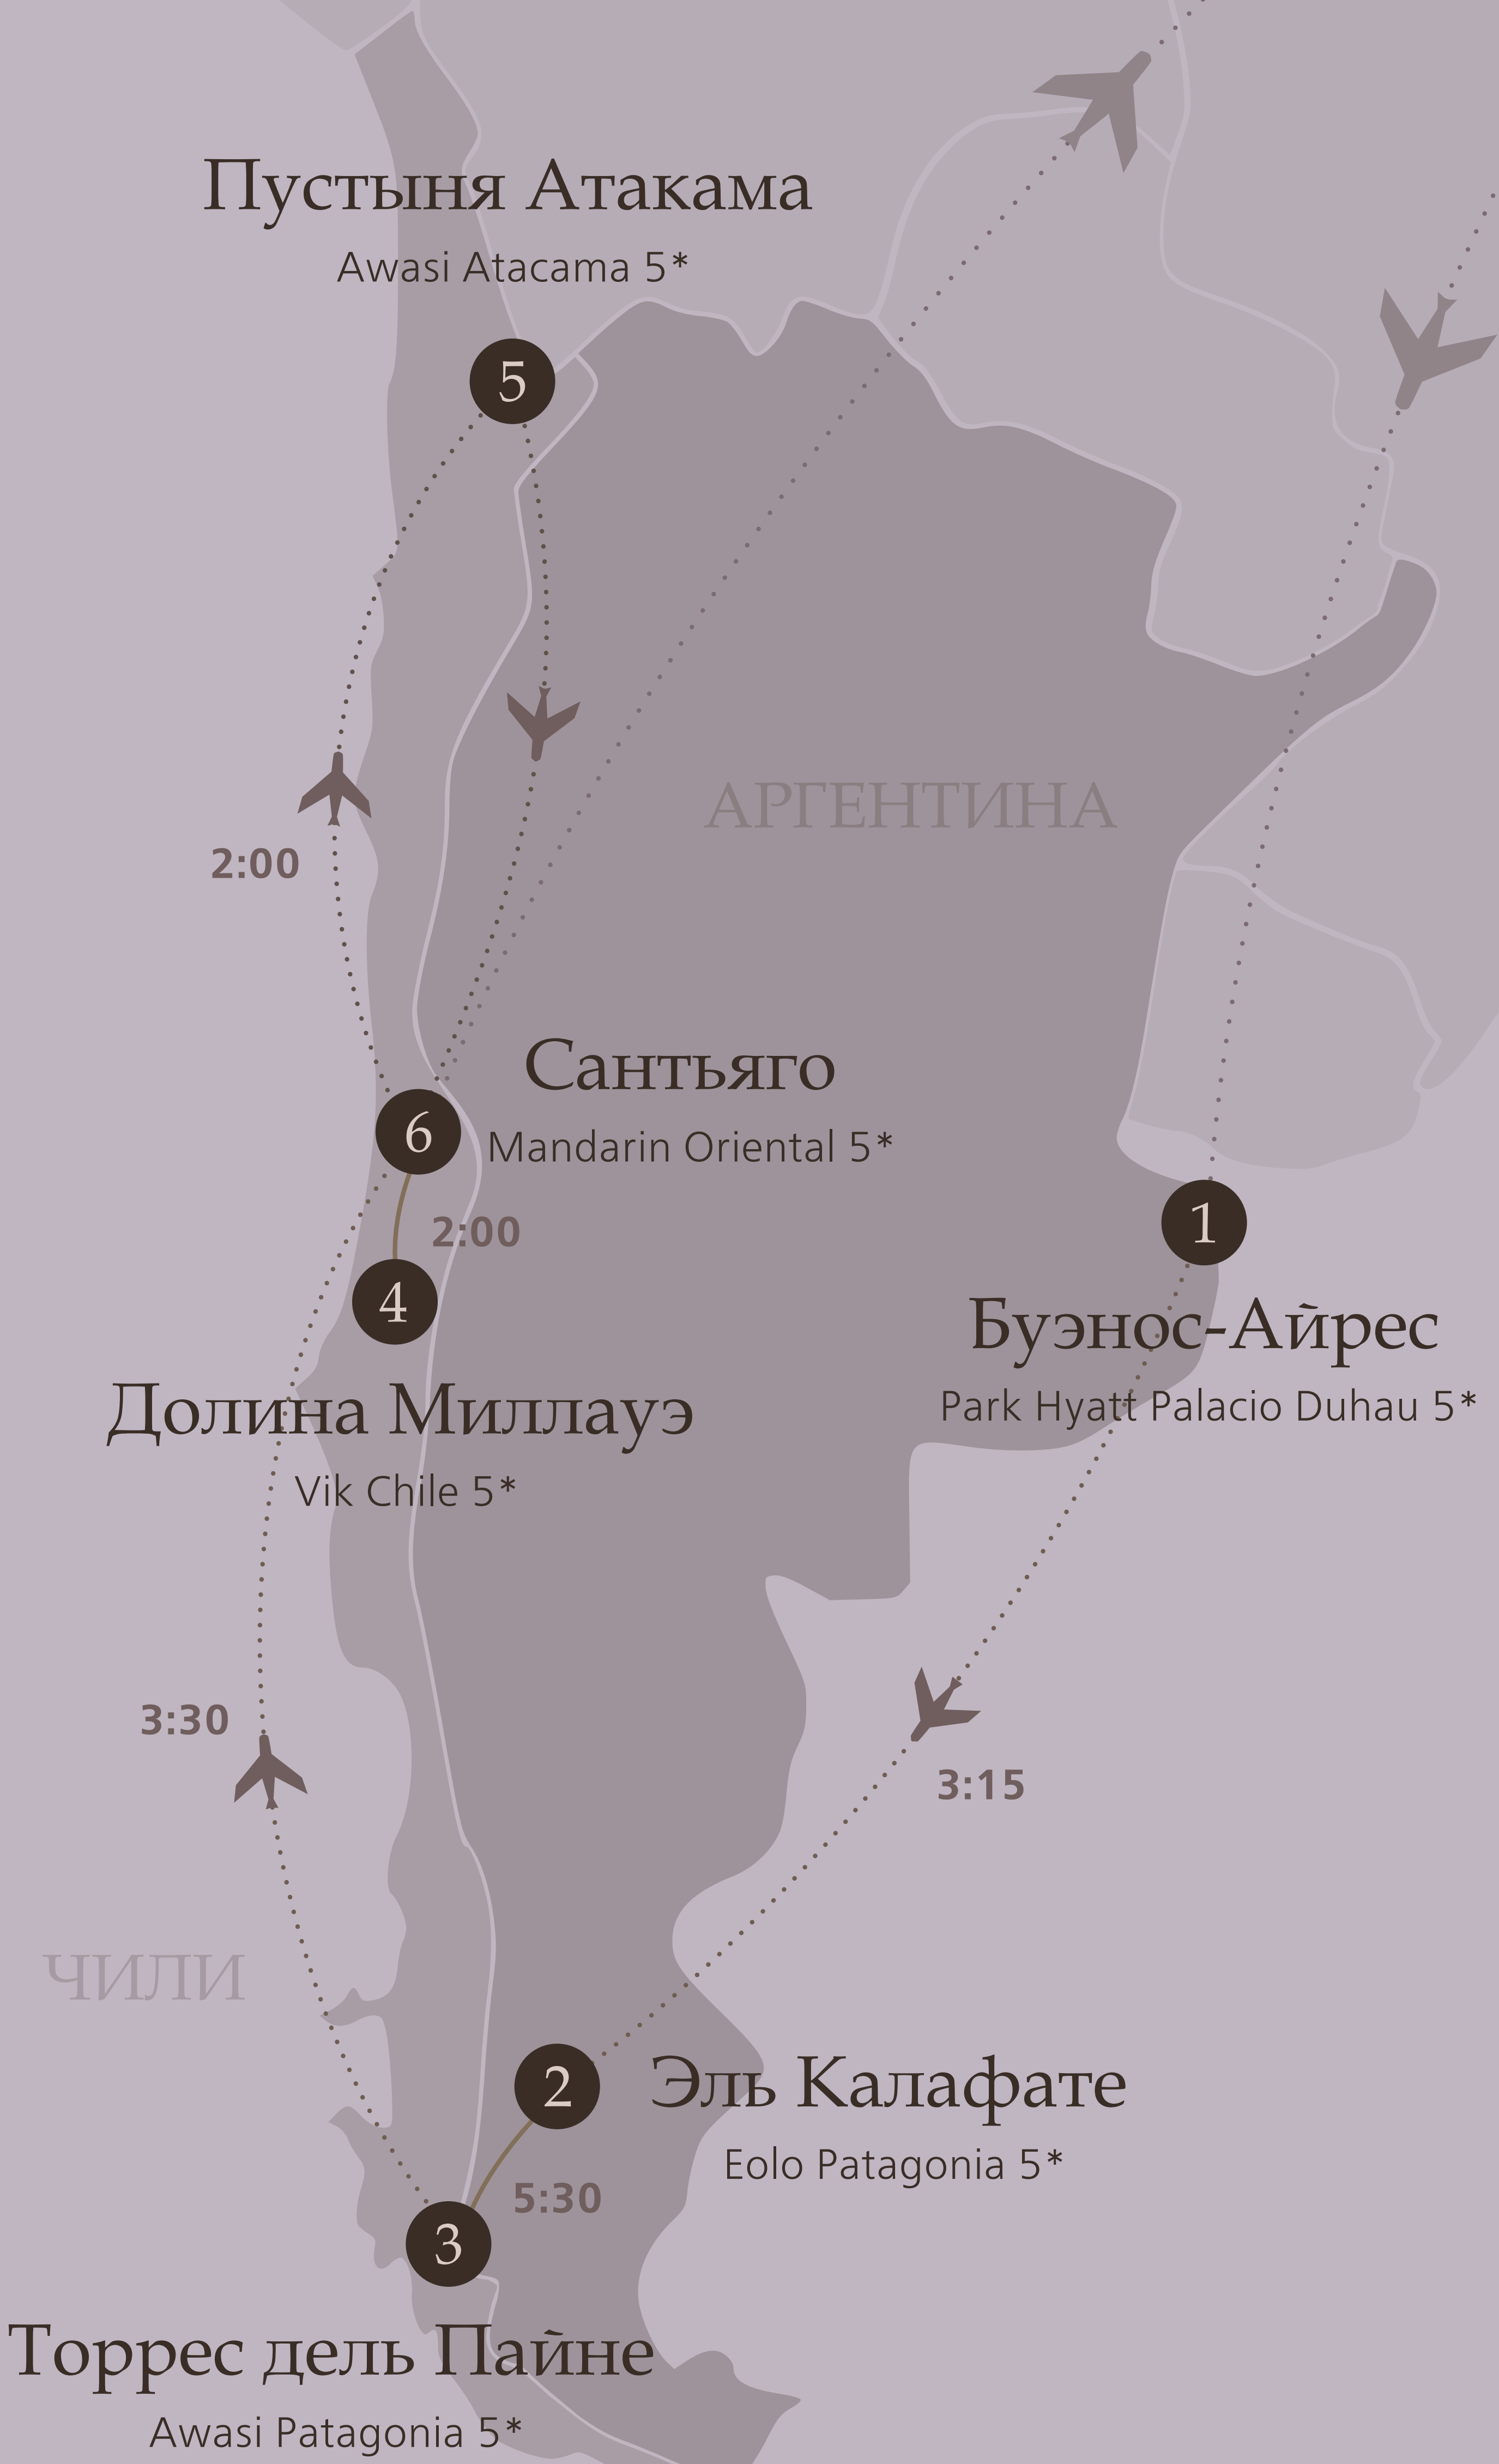 Пустыня Атакама
Awasi Atacama 5*
5
АРГЕНТИНА
2:00
Сантьяго
6
Mandarin Oriental 5*
1
2:00
4
Буэнос-Айрес
Park Hyatt Palacio Duhau 5*
Долина Миллауэ
Vik Chile 5*
3:30
3:15
ЧИЛИ
2
Эль Калафате
Eolo Patagonia 5*
5:30
3
Торрес дель Пайне
Awasi Patagonia 5*